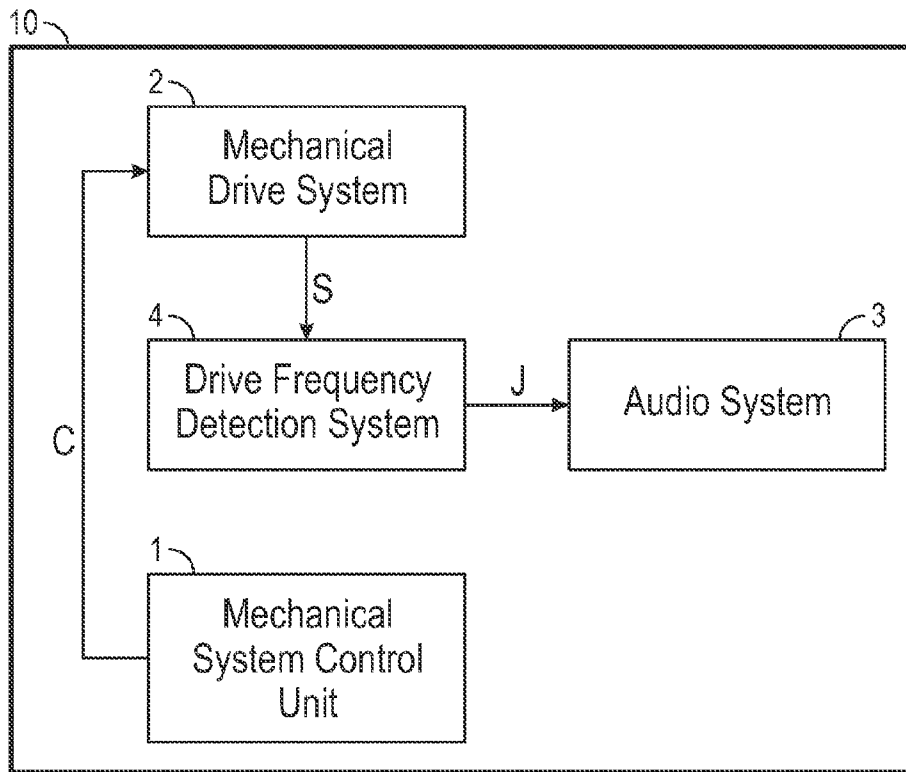 10
2
Mechanical
Drive System
S
4
Drive Frequency
Detection System
J
3
Audio System
C
1
Mechanical
System Control
Unit